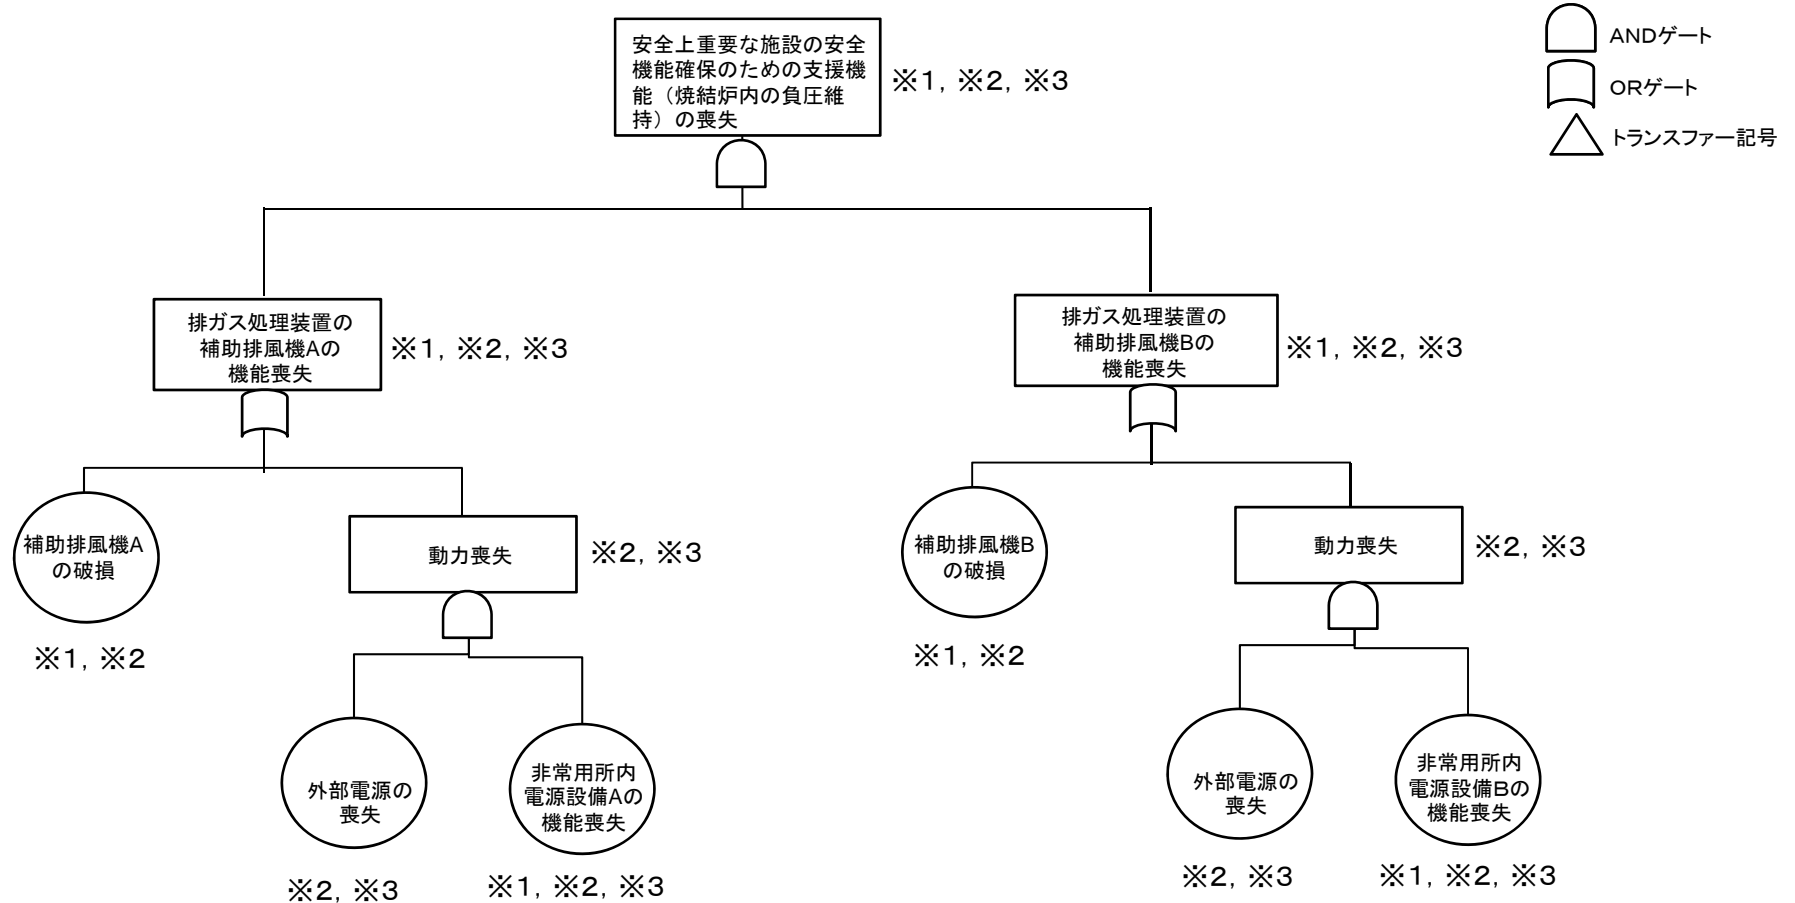 安全上重要な施設の安全
機能確保のための支援機
能（焼結炉内の負圧維
持）の喪失
※1, ※2, ※3
ANDゲート
ORゲート
トランスファー記号
排ガス処理装置の
補助排風機Aの
機能喪失
※1, ※2, ※3
排ガス処理装置の
補助排風機Bの
機能喪失
※1, ※2, ※3
補助排風機A
の破損
※1, ※2
動力喪失
※2, ※3
補助排風機B
の破損
※1, ※2
動力喪失
※2, ※3
外部電源の
喪失
※2, ※3
非常用所内
電源設備Aの
機能喪失
※1, ※2, ※3
外部電源の
喪失
※2, ※3
非常用所内
電源設備Bの
機能喪失
※1, ※2, ※3